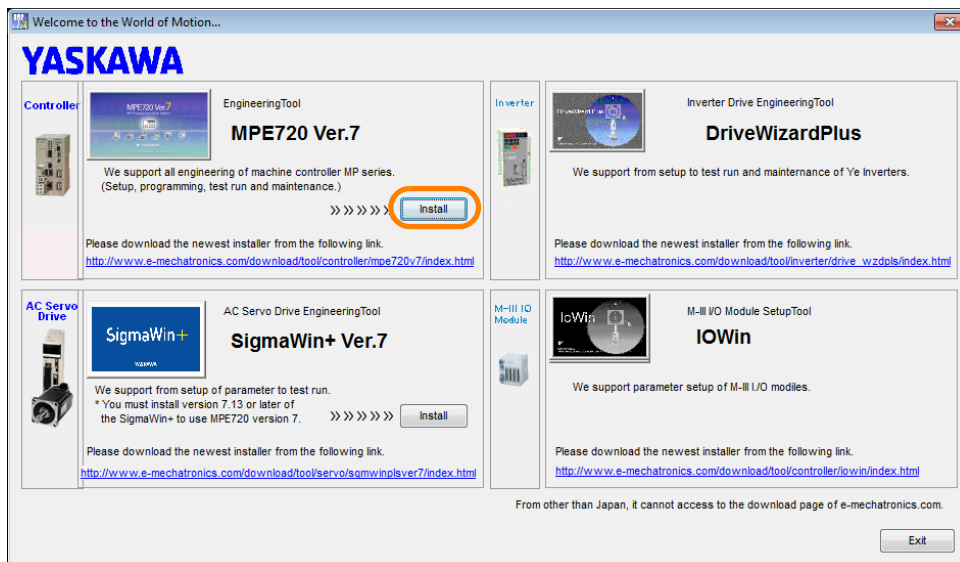 Welcome to the World of Motion...
YASKAWA
Controller
MPE720 Ver.7
EngineeringTool
MPE720 Ver.7
We support all engineering of machine controller MP series.
(Setup, programming, test run and maintenance.)
»»»»» Install
Please download the newest installer from the following link.
http://www.e-mechatronics.com/download/tool/controller/mpe720v7/index.html
Inverter
DriveWizard Plus
Inverter Drive EngineeringTool
DriveWizardPlus
We support from setup to test run and mainternance of Ye Inverters.
Please download the newest installer from the following link.
http://www.e-mechatronics.com/download/tool/inverter/drive_wzdpls/index.html
AC Servo
Drive
SigmaWin+
YASKAWA
AC Servo Drive EngineeringTool
SigmaWin+ Ver.7
We support from setup of parameter to test run.
* You must install version 7.13 or later of
the SigmaWin+ to use MPE720 version 7.
»»»»» Install
Please download the newest installer from the following link.
http://www.e-mechatronics.com/download/tool/servo/sgmwinplsver7/index.html
M-III IO
Module
IoWin
M-III I/O Module SetupTool
IOWin
We support parameter setup of M-III I./O modiles.
Please download the newest installer from the following link.
http://www.e-mechatronics.com/download/tool/controller/iowin/index.html
From other than Japan, it cannot access to the download page of e-mechatronics.com.
Exit